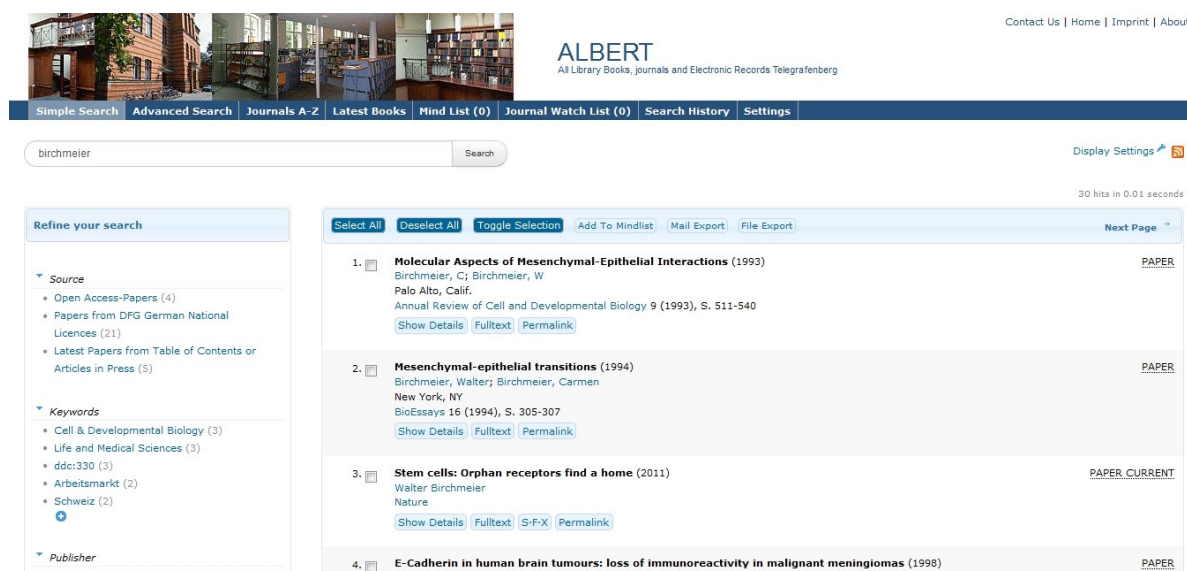 Contact Us | Home | Imprint | About
ALBERT
All Library Books, journals and Electronic Records Telegrafenberg
Simple Search Advanced Search Journals A-Z Latest Books Mind List (0) Journal Watch List (0) Search History Settings
birchmeier Search
Display Settings
30 hits in 0.01 seconds
Refine your search
Source
Open Access-Papers (4)
Papers from DFG German National
Licences (21)
Latest Papers from Table of Contents or
Articles in Press (5)
Keywords
Cell & Developmental Biology (3)
Life and Medical Sciences (3)
ddc:330 (3)
Arbeitsmarkt (2)
Schweiz (2)
Publisher
Select All Deselect All Toggle Selection Add To Mindlist Mail Export File Export Next Page →
1. Molecular Aspects of Mesenchymal-Epithelial Interactions (1993) PAPER
Birchmeier, C; Birchmeier, W
Palo Alto, Calif.
Annual Review of Cell and Developmental Biology 9 (1993), S. 511-540
Show Details Fulltext Permalink
2. Mesenchymal-epithelial transitions (1994) PAPER
Birchmeier, Walter; Birchmeier, Carmen
New York, NY
BioEssays 16 (1994), S. 305-307
Show Details Fulltext Permalink
3. Stem cells: Orphan receptors find a home (2011) PAPER CURRENT
Walter Birchmeier
Nature
Show Details Fulltext S·F·X Permalink
4. E-Cadherin in human brain tumours: loss of immunoreactivity in malignant meningiomas (1998) PAPER